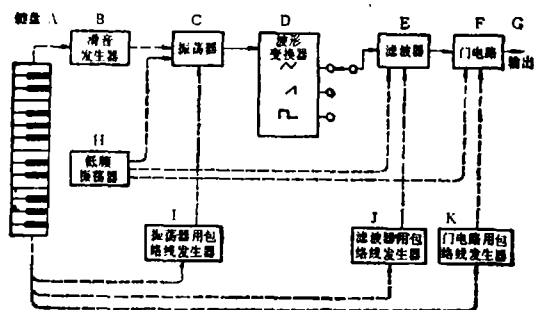 键盘 A
B
滑音
发生器
C
振荡器
D
波形
变换器
E
滤波器
F
门电路
G
输出
H
低频
振荡器
I
振荡器用包
络线发生器
J
滤波器用包
络线发生器
K
门电路用包
络线发生器